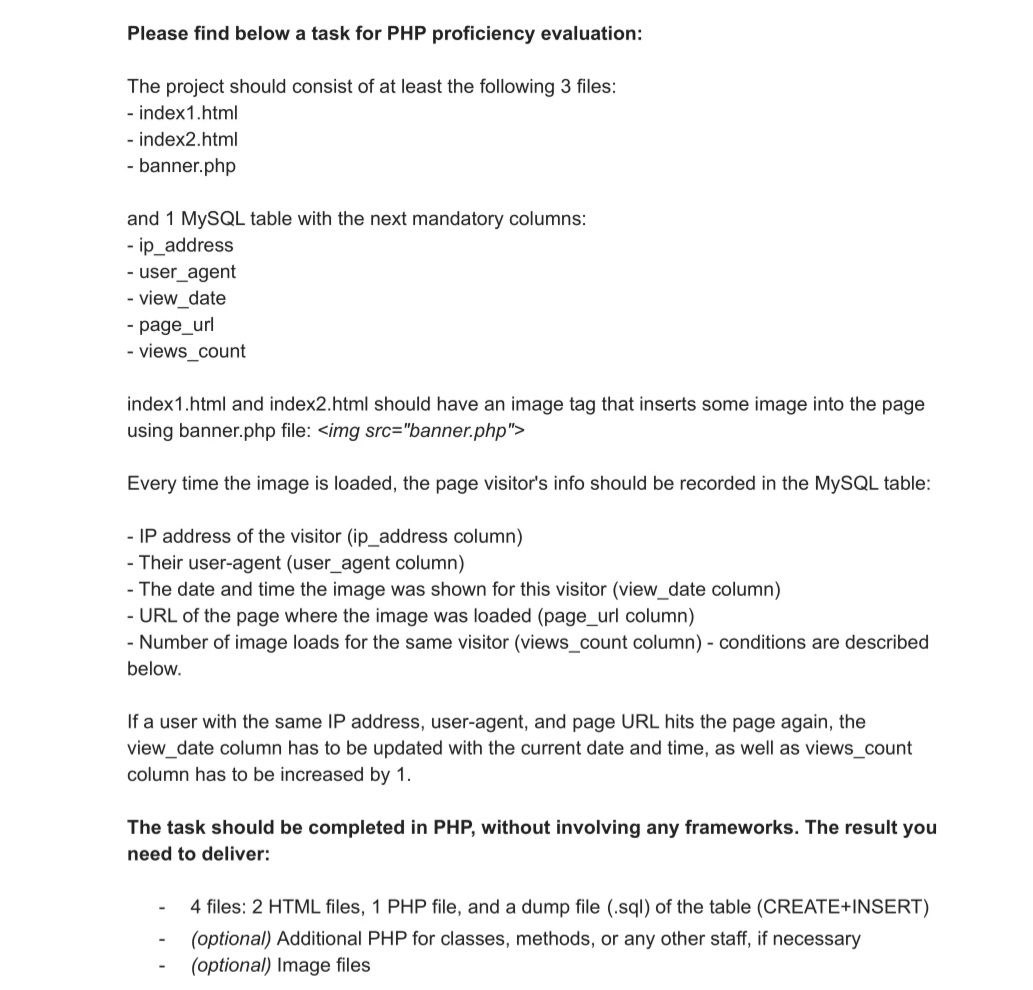 Please find below a task for PHP proficiency evaluation:
The project should consist of at least the following 3 files:
- index1.html
- index2.html
- banner.php
and 1 MySQL table with the next mandatory columns:
- ip_address
- user_agent
- view_date
- page_url
- views_count
index1.html and index2.html should have an image tag that inserts some image into the page
using banner.php file: <img src="banner.php">
Every time the image is loaded, the page visitor's info should be recorded in the MySQL table:
- IP address of the visitor (ip_address column)
- Their user-agent (user_agent column)
- The date and time the image was shown for this visitor (view_date column)
- URL of the page where the image was loaded (page_url column)
- Number of image loads for the same visitor (views_count column) - conditions are described
below.
If a user with the same IP address, user-agent, and page URL hits the page again, the
view_date column has to be updated with the current date and time, as well as views_count
column has to be increased by 1.
The task should be completed in PHP, without involving any frameworks. The result you
need to deliver:
- 4 files: 2 HTML files, 1 PHP file, and a dump file (.sql) of the table (CREATE+INSERT)
- (optional) Additional PHP for classes, methods, or any other staff, if necessary
- (optional) Image files